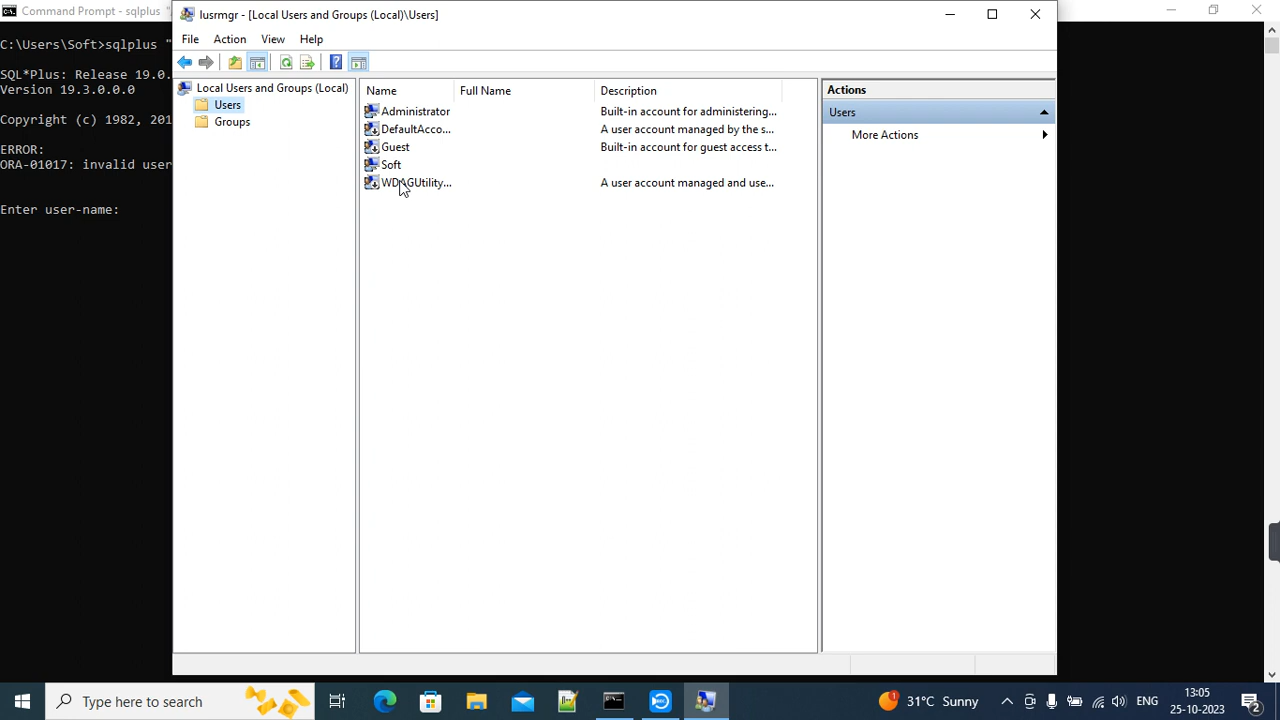 Command Prompt - sqlplus "
C:\Users\Soft>sqlplus "
SQL*Plus: Release 19.0.
Version 19.3.0.0.0
Copyright (c) 1982, 201
ERROR:
ORA-01017: invalid user
Enter user-name:
lusrmgr - [Local Users and Groups (Local)\Users]
File Action View Help
Local Users and Groups (Local)
Users
Groups
Name Full Name Description
Administrator Built-in account for administering...
DefaultAcco... A user account managed by the s...
Guest Built-in account for guest access t...
Soft
WDAGUtility... A user account managed and use...
Actions
Users
More Actions
Type here to search
1
31°C Sunny
ENG
13:05
25-10-2023
2